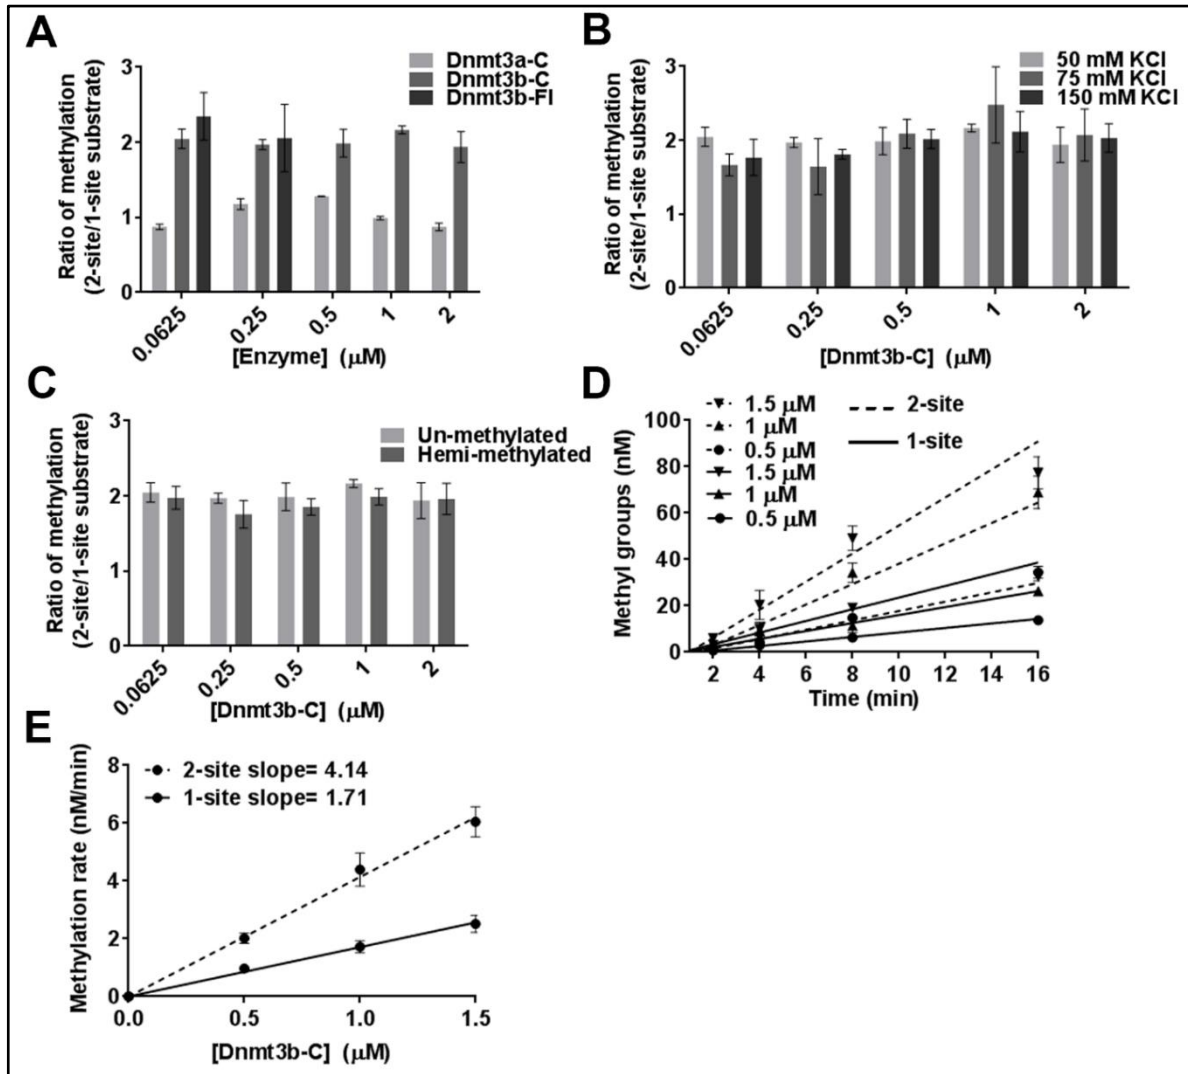 A
Ratio of methylation
(2-site/1-site substrate)
3
2
1
0
Dnmt3a-C
Dnmt3b-C
Dnmt3b-Fl
0.0625
0.25
0.5
1
2
[Enzyme] (μM)
B
Ratio of methylation
(2-site/1-site substrate)
3
2
1
0
50 mM KCl
75 mM KCl
150 mM KCl
0.0625
0.25
0.5
1
2
[Dnmt3b-C] (μM)
C
Ratio of methylation
(2-site/1-site substrate)
3
2
1
0
Un-methylated
Hemi-methylated
0.0625
0.25
0.5
1
2
[Dnmt3b-C] (μM)
D
1.5 μM
1 μM
0.5 μM
1.5 μM
1 μM
0.5 μM
2-site
1-site
Methyl groups (nM)
100
80
60
40
20
0
2 4 6 8 10 12 14 16
Time (min)
E
Methylation rate (nM/min)
8
6
4
2
0
2-site slope= 4.14
1-site slope= 1.71
0.0 0.5 1.0 1.5
[Dnmt3b-C] (μM)